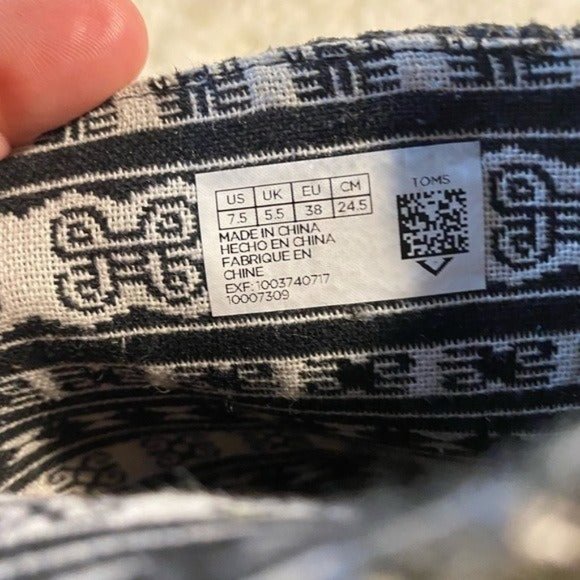 US UK EU CM
7.5 5.5 38 24.5
MADE IN CHINA
HECHO EN CHINA
FABRIQUE EN
CHINE
EXF:1003740717
10007309
TOMS